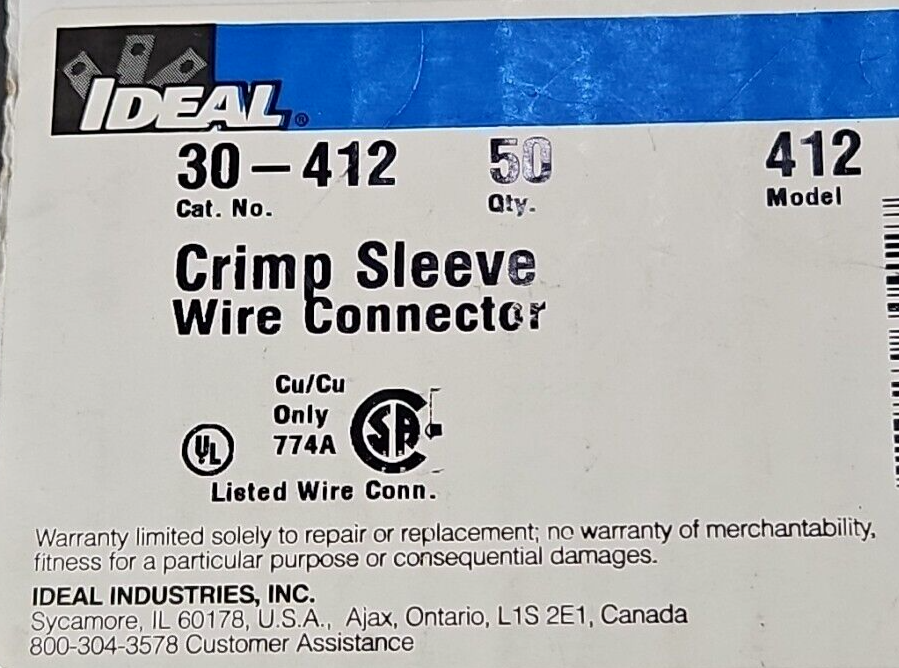 IDEAL®
30-412 50 412
Cat. No. Qty. Model
Crimp Sleeve
Wire Connector
Cu/Cu
Only
774A
UL SA
Listed Wire Conn.
Warranty limited solely to repair or replacement; no warranty of merchantability,
fitness for a particular purpose or consequential damages.
IDEAL INDUSTRIES, INC.
Sycamore, IL 60178, U.S.A., Ajax, Ontario, L1S 2E1, Canada
800-304-3578 Customer Assistance